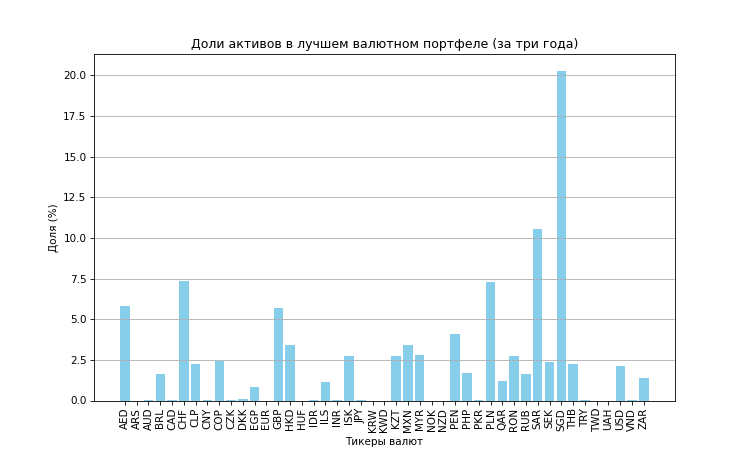 Доли активов в лучшем валютном портфеле (за три года)
20.0
17.5
15.0
12.5
10.0
7.5
5.0
2.5
0.0
Доля (%)
AED ARS AUD BRL CAD CHF CLP CNY COP CZK DKK EGP EUR GBP HKD HUF IDR ILS INR ISK JPY KRW KWD KZT MXN MYR NOK NZD PEN PHP PKR PLN QAR RON RUB SAR SEK SGD THB TRY TWD UAH USD VND ZAR
Тикеры валют